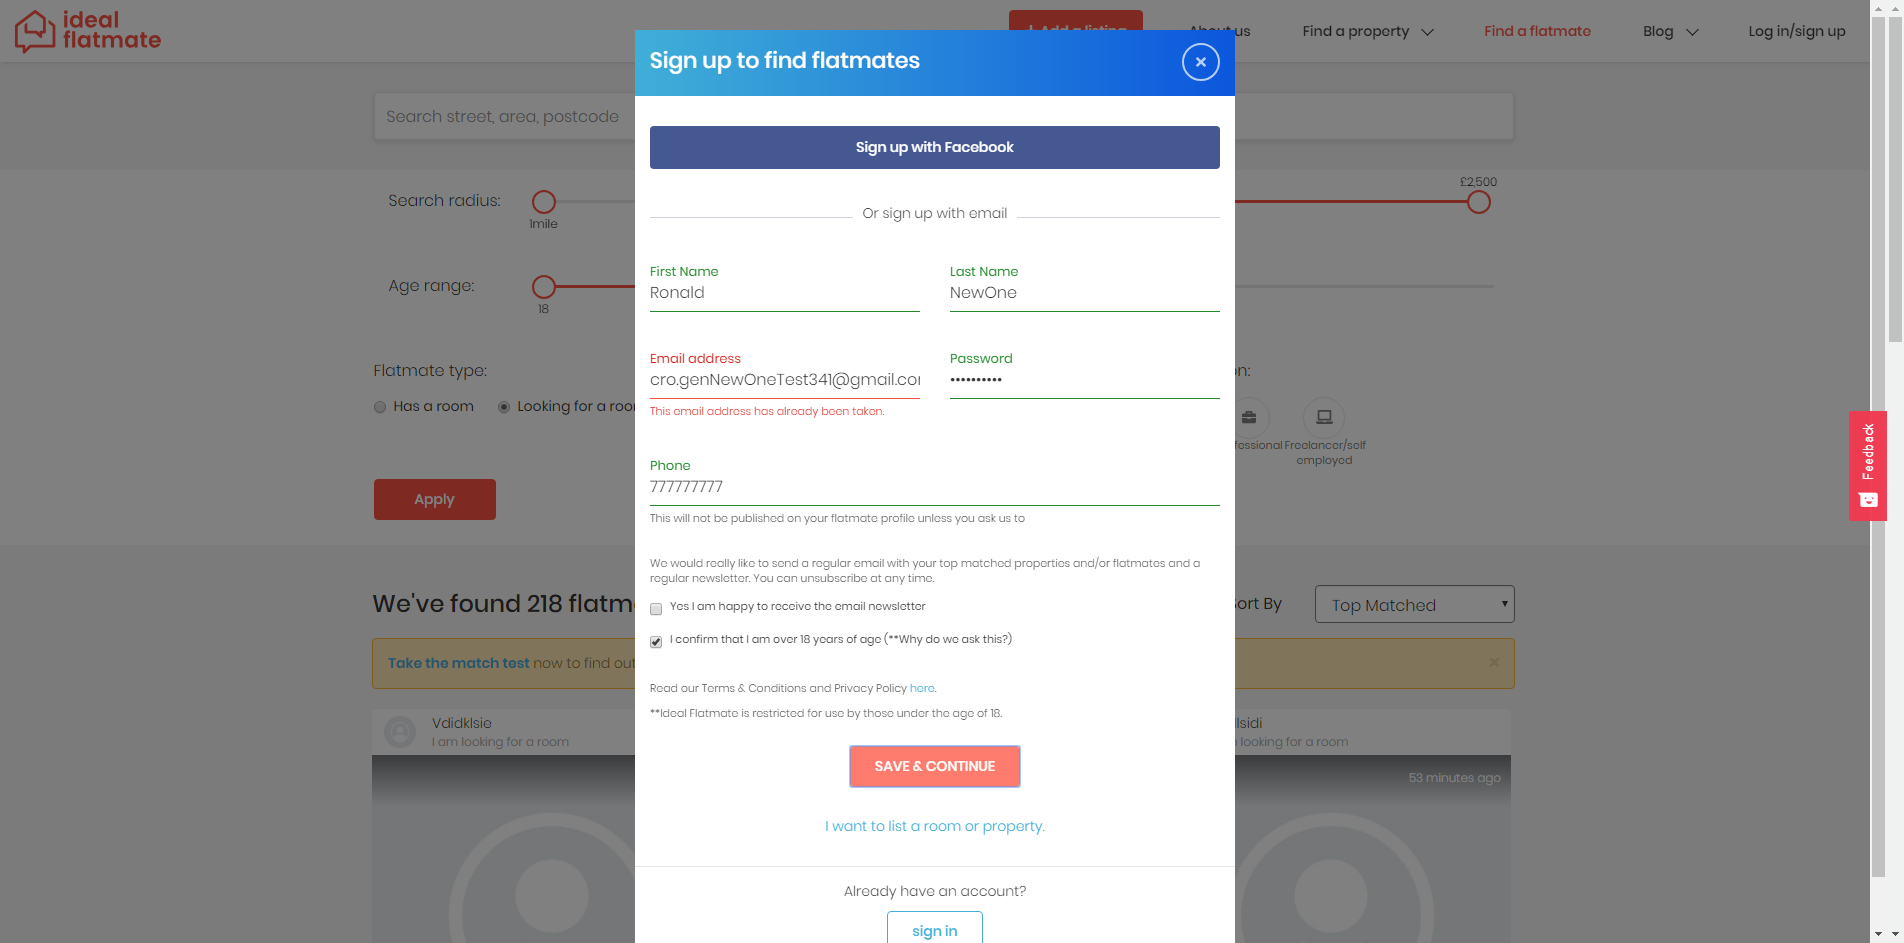 ideal
flatmate
About us
Find a property
Find a flatmate
Blog
Log in/sign up
Sign up to find flatmates
Search street, area, postcode
Sign up with Facebook
Search radius:
1mile
£2,500
Or sign up with email
Age range:
18
First Name
Ronald
Last Name
NewOne
Email address
cro.genNewOneTest341@gmail.co
This email address has already been taken.
Password
••••••••••
Flatmate type:
Has a room
Looking for a roo
on:
fessional
Freelancer/self
employed
Feedback
Phone
777777777
This will not be published on your flatmate profile unless you ask us to
Apply
We would really like to send a regular email with your top matched properties and/or flatmates and a
regular newsletter. You can unsubscribe at any time.
Yes I am happy to receive the email newsletter
I confirm that I am over 18 years of age (**Why do we ask this?)
We've found 218 flatm
Sort By
Top Matched
Take the match test now to find out
Read our Terms & Conditions and Privacy Policy here.
**Ideal Flatmate is restricted for use by those under the age of 18.
Vdidklsie
I am looking for a room
llsidi
looking for a room
53 minutes ago
SAVE & CONTINUE
I want to list a room or property.
Already have an account?
sign in